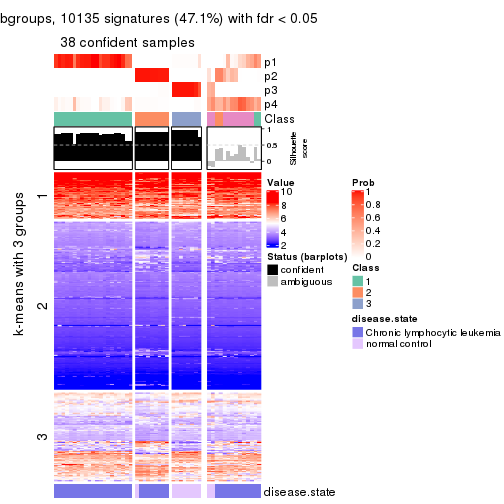 bgroups, 10135 signatures (47.1%) with fdr < 0.05
38 confident samples
p1
p2
p3
p4
Class
1
0.5
0
Silhouette
score
k-means with 3 groups
1
2
3
Value
10
8
6
4
2
Status (barplots)
confident
ambiguous
Prob
1
0.8
0.6
0.4
0.2
0
Class
1
2
3
disease.state
Chronic lymphocytic leukemia
normal control
disease.state